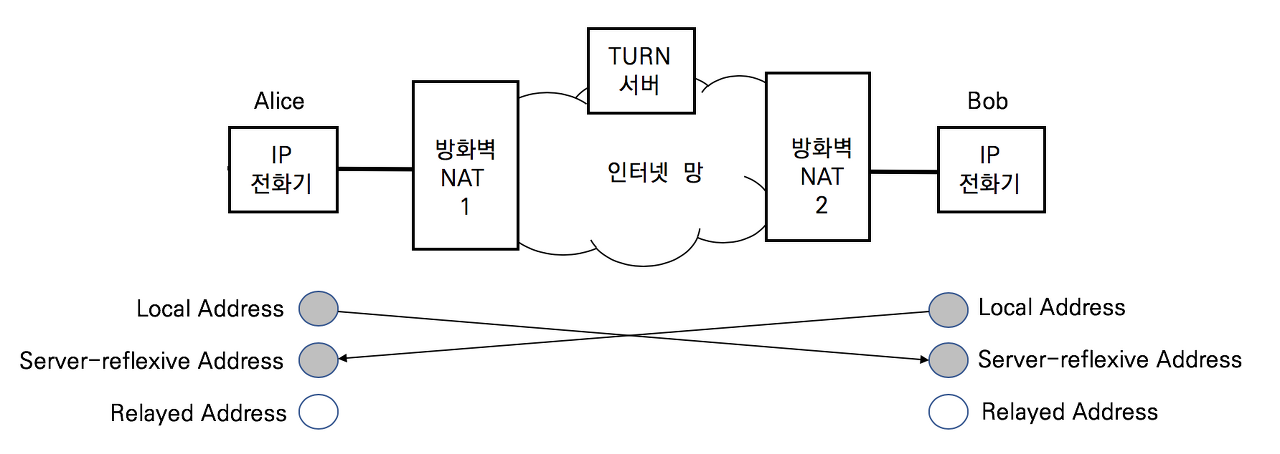 TURN
서버
Alice
Bob
IP
전화기
방화벽
NAT
1
인터넷 망
방화벽
NAT
2
IP
전화기
Local Address
Local Address
Server-reflexive Address
Server-reflexive Address
Relayed Address
Relayed Address